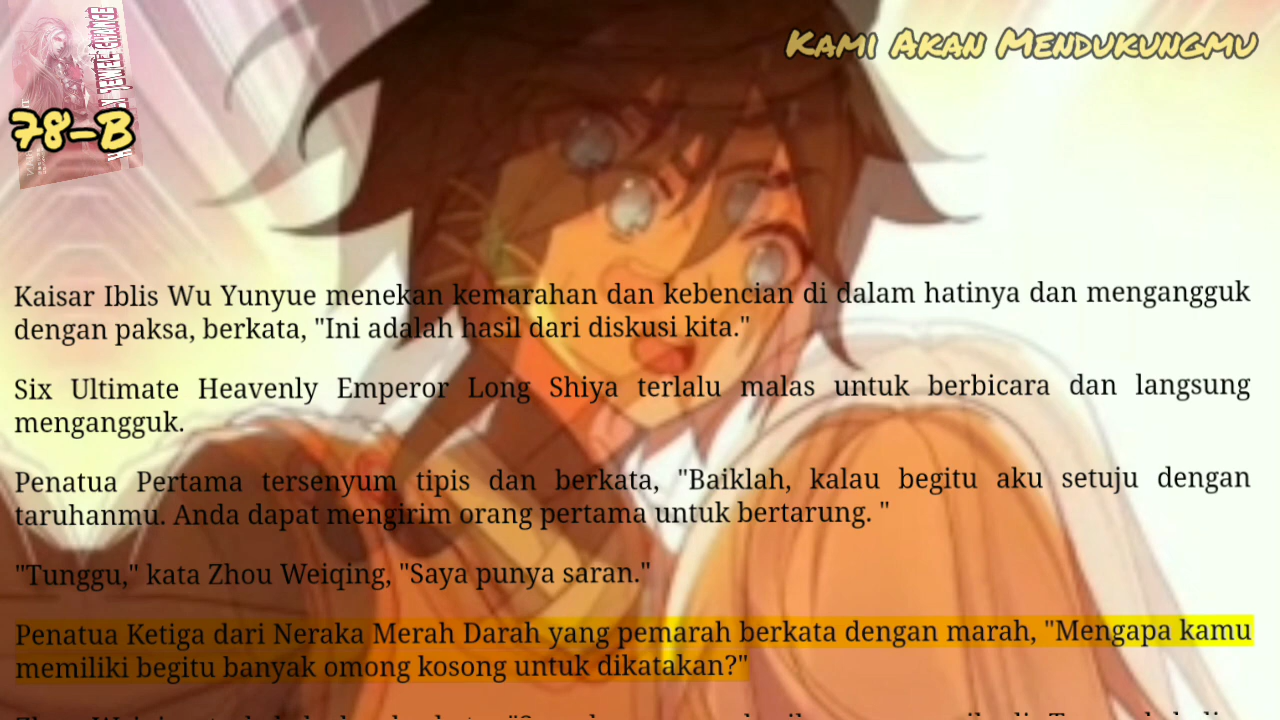 Kami Akan Mendukungmu
78-B
Kaisar Iblis Wu Yunyue menekan kemarahan dan kebencian di dalam hatinya dan mengangguk
dengan paksa, berkata, "Ini adalah hasil dari diskusi kita."
Six Ultimate Heavenly Emperor Long Shiya terlalu malas untuk berbicara dan langsung
mengangguk.
Penatua Pertama tersenyum tipis dan berkata, "Baiklah, kalau begitu aku setuju dengan
taruhanmu. Anda dapat mengirim orang pertama untuk bertarung. "
"Tunggu," kata Zhou Weiqing, "Saya punya saran."
Penatua Ketiga dari Neraka Merah Darah yang pemarah berkata dengan marah, "Mengapa kamu
memiliki begitu banyak omong kosong untuk dikatakan?"